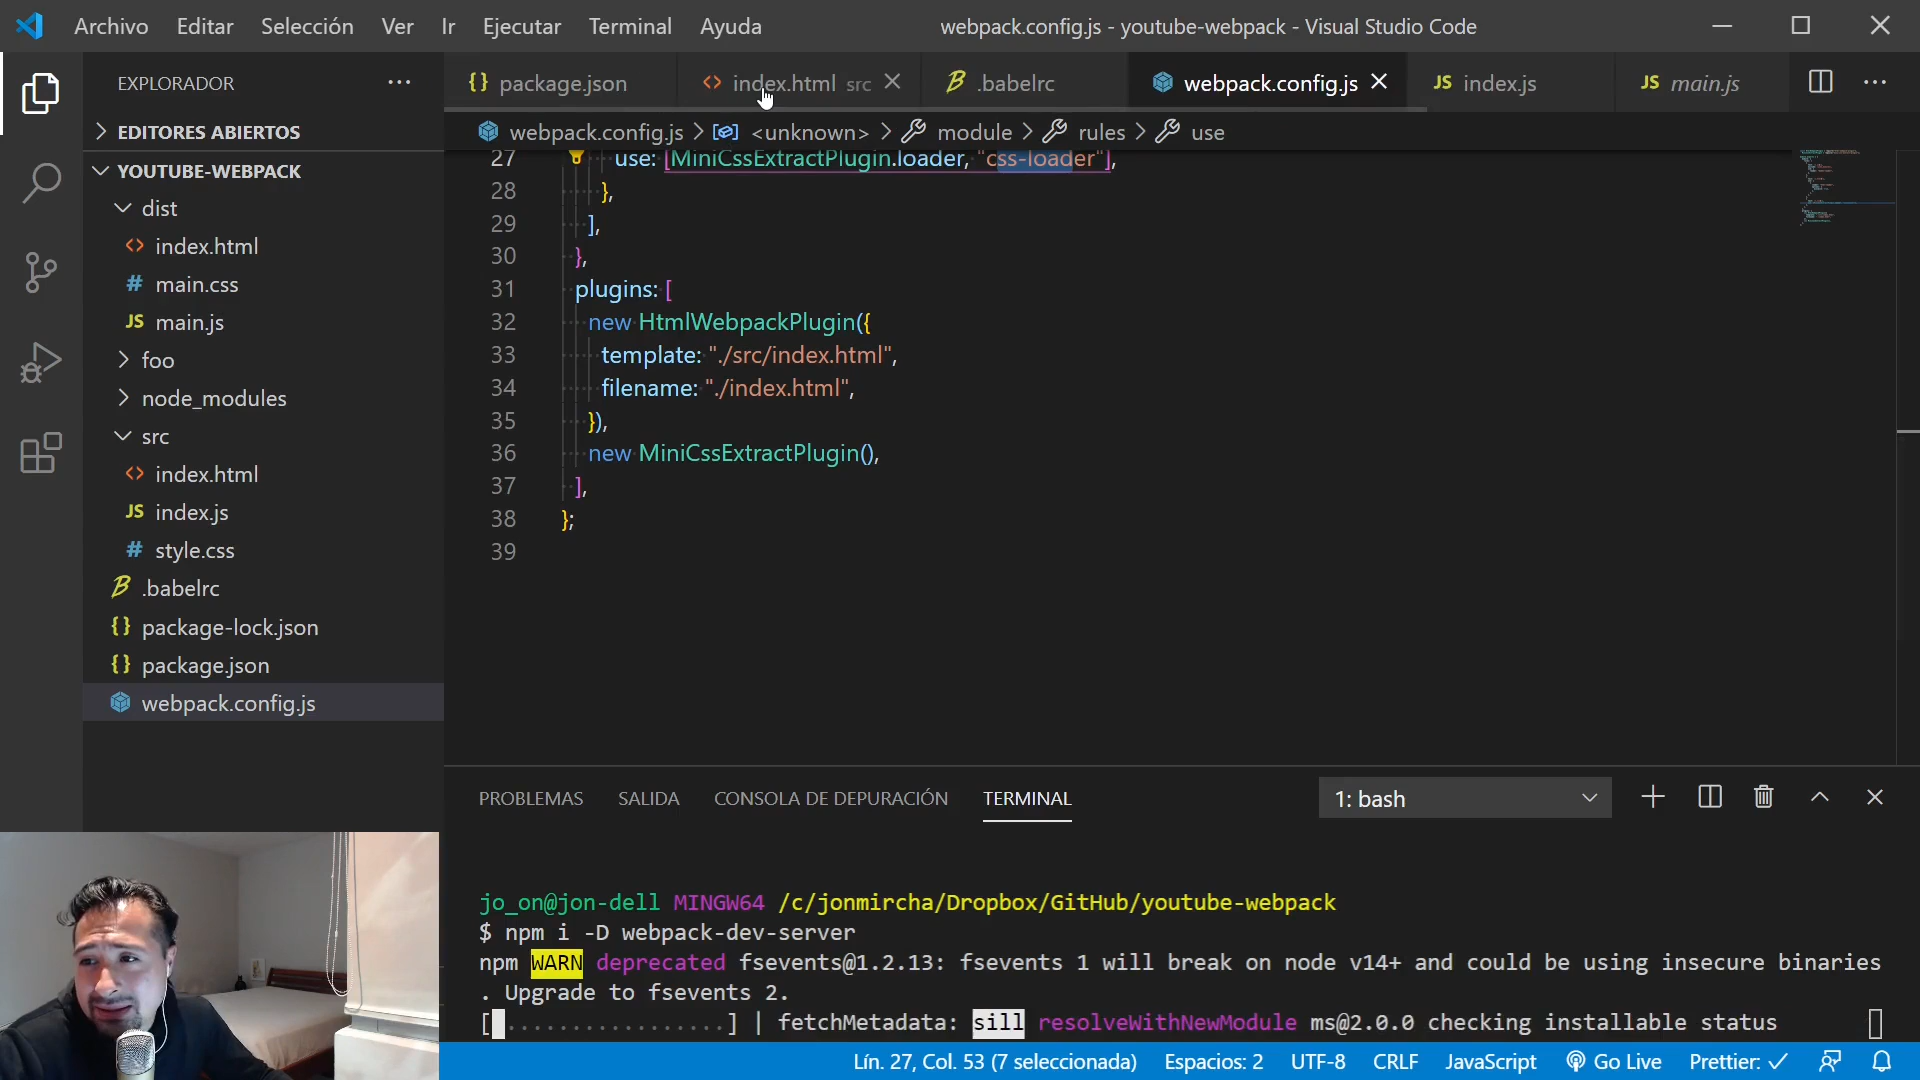 Archivo Editar Selección Ver Ir Ejecutar Terminal Ayuda webpack.config.js - youtube-webpack - Visual Studio Code
EXPLORADOR
EDITORES ABIERTOS
YOUTUBE-WEBPACK
dist
<> index.html
# main.css
JS main.js
foo
node_modules
src
<> index.html
JS index.js
# style.css
.babelrc
{} package-lock.json
{} package.json
webpack.config.js
{} package.json <> index.html src .babelrc webpack.config.js JS index.js JS main.js
webpack.config.js > <unknown> > module > rules > use
27 use: [MiniCssExtractPlugin.loader, "css-loader"],
28 },
29 ],
30 },
31 plugins: [
32 new HtmlWebpackPlugin({
33 template: "./src/index.html",
34 filename: "./index.html",
35 }),
36 new MiniCssExtractPlugin(),
37 ],
38 };
39
PROBLEMAS SALIDA CONSOLA DE DEPURACIÓN TERMINAL 1: bash
jo_on@jon-dell MINGW64 /c/jonmircha/Dropbox/GitHub/youtube-webpack
$ npm i -D webpack-dev-server
npm WARN deprecated fsevents@1.2.13: fsevents 1 will break on node v14+ and could be using insecure binaries
. Upgrade to fsevents 2.
[ .................] | fetchMetadata: sill resolveWithNewModule ms@2.0.0 checking installable status
Lín. 27, Col. 53 (7 seleccionada) Espacios: 2 UTF-8 CRLF JavaScript Go Live Prettier: ✓